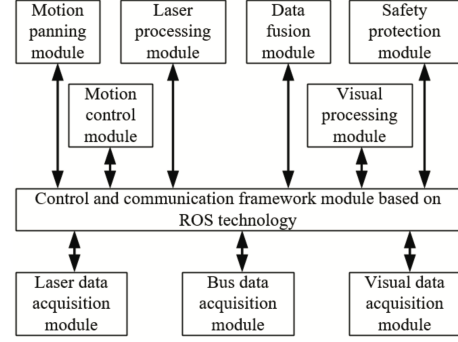 Motion
panning
module
Laser
processing
module
Data
fusion
module
Safety
protection
module
Motion
control
module
Visual
processing
module
Control and communication framework module based on
ROS technology
Laser data
acquisition
module
Bus data
acquisition
module
Visual data
acquisition
module